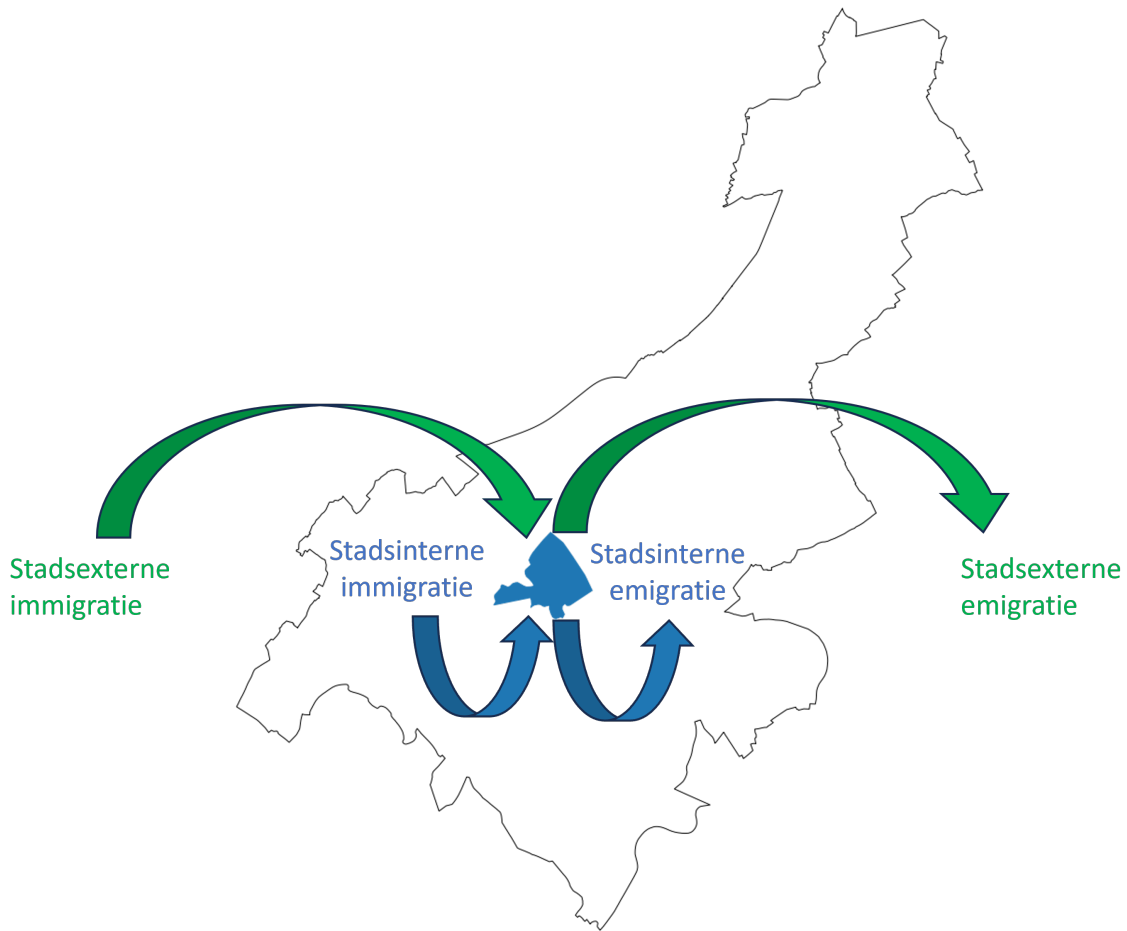 Stadsexterne
immigratie
Stadsinterne
immigratie
Stadsinterne
emigratie
Stadsexterne
emigratie